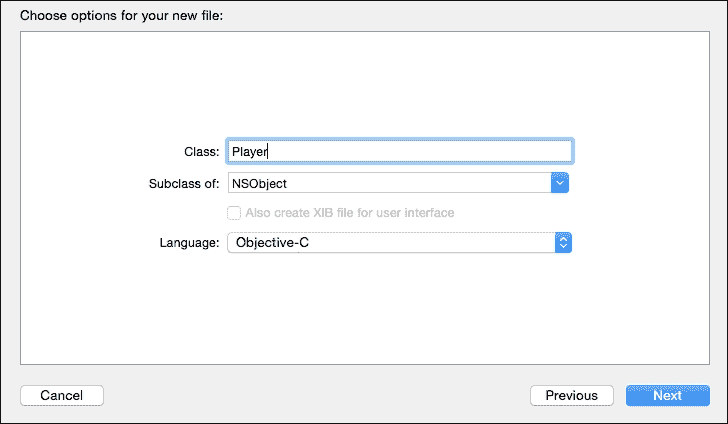 Choose options for your new file:
Class: Player
Subclass of: NSObject
Also create XIB file for user interface
Language: Objective-C
Cancel Previous Next